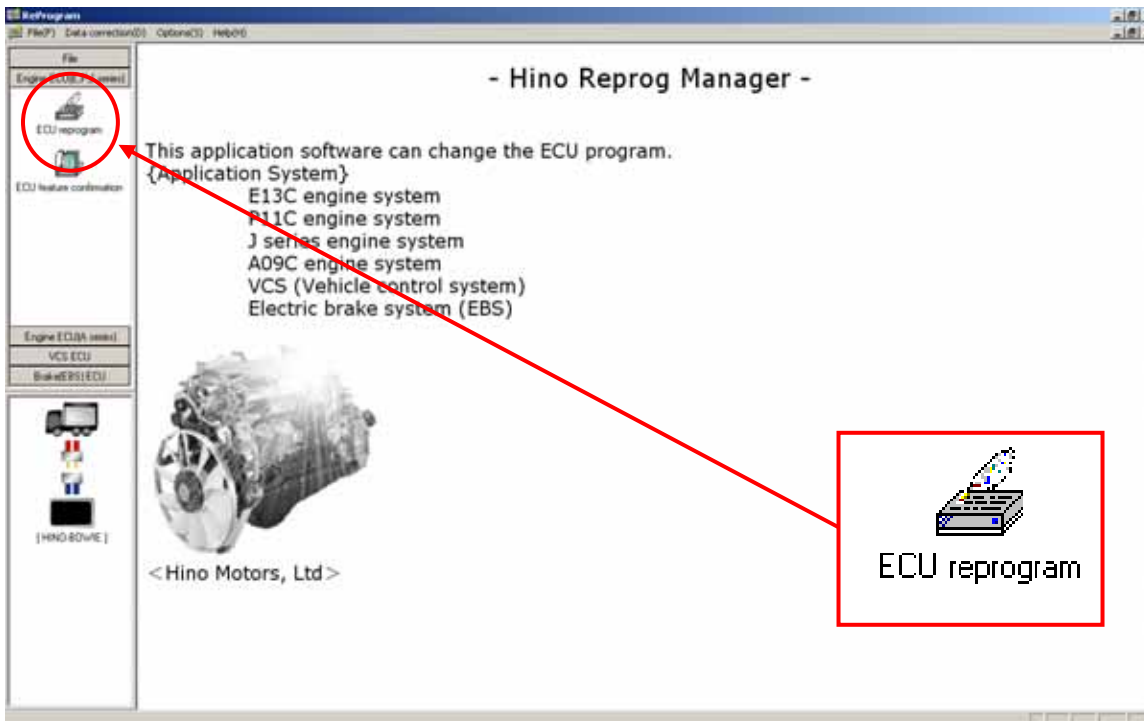 ReProgram
File(F) Data correction(D) Options(S) Help(H)
File
ECU reprogram
ECU feature confirmation
Engine ECU(A series)
VCS ECU
Brake(EBS) ECU
[ HINO-BOWIE ]
- Hino Reprog Manager -
This application software can change the ECU program.
{Application System}
E13C engine system
P11C engine system
J series engine system
A09C engine system
VCS (Vehicle control system)
Electric brake system (EBS)
<Hino Motors, Ltd>
ECU reprogram